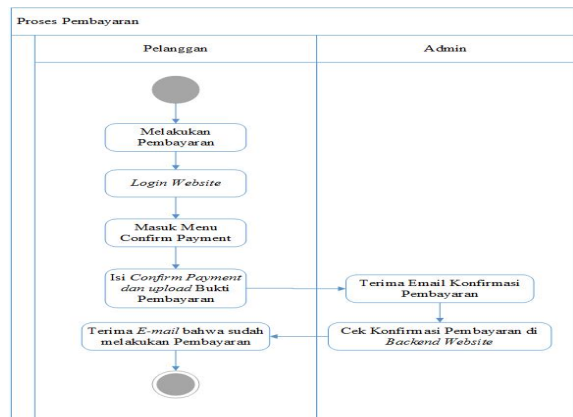 Proses Pembayaran
Pelanggan
Admin
Melakukan
Pembayaran
Login Website
Masuk Menu
Confirm Payment
Isi Confirm Payment
dan upload Bukti
Pembayaran
Terima Email Konfirmasi
Pembayaran
Cek Konfirmasi Pembayaran di
Backend Website
Terima E-mail bahwa sudah
melakukan Pembayaran